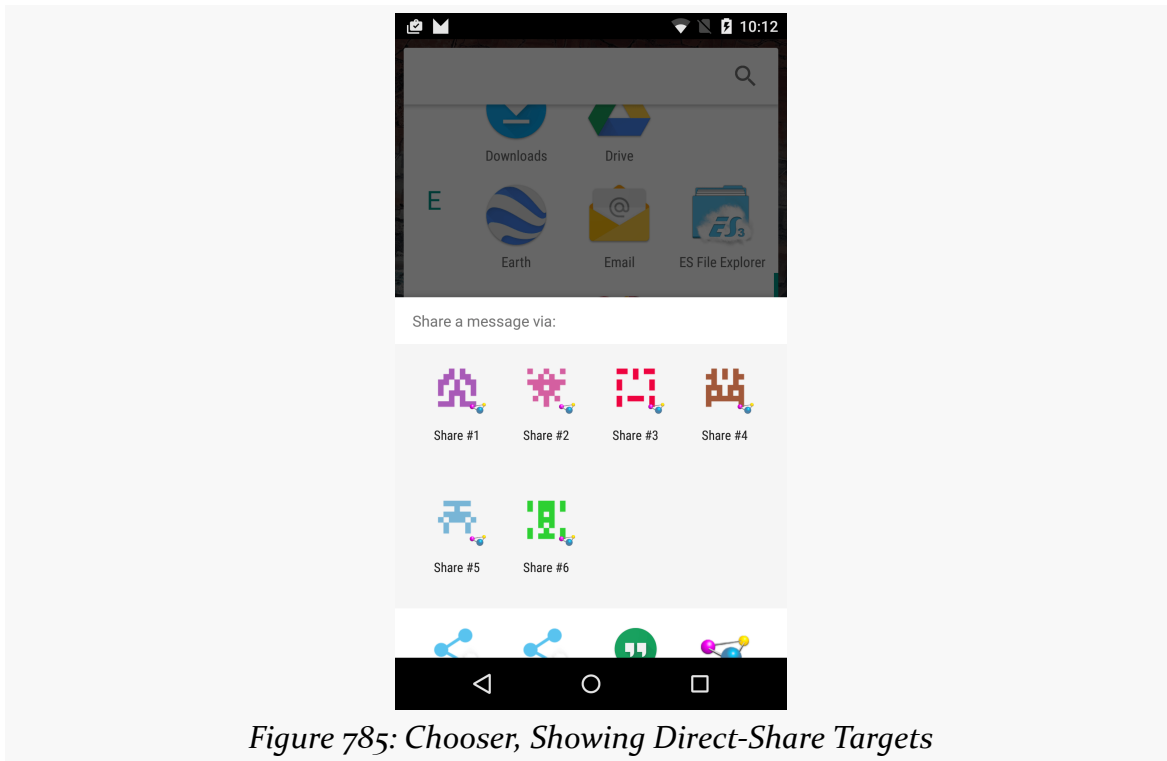 10:12
Downloads Drive
E
Earth Email ES File Explorer
Share a message via:
Share #1 Share #2 Share #3 Share #4
Share #5 Share #6
Figure 785: Chooser, Showing Direct-Share Targets